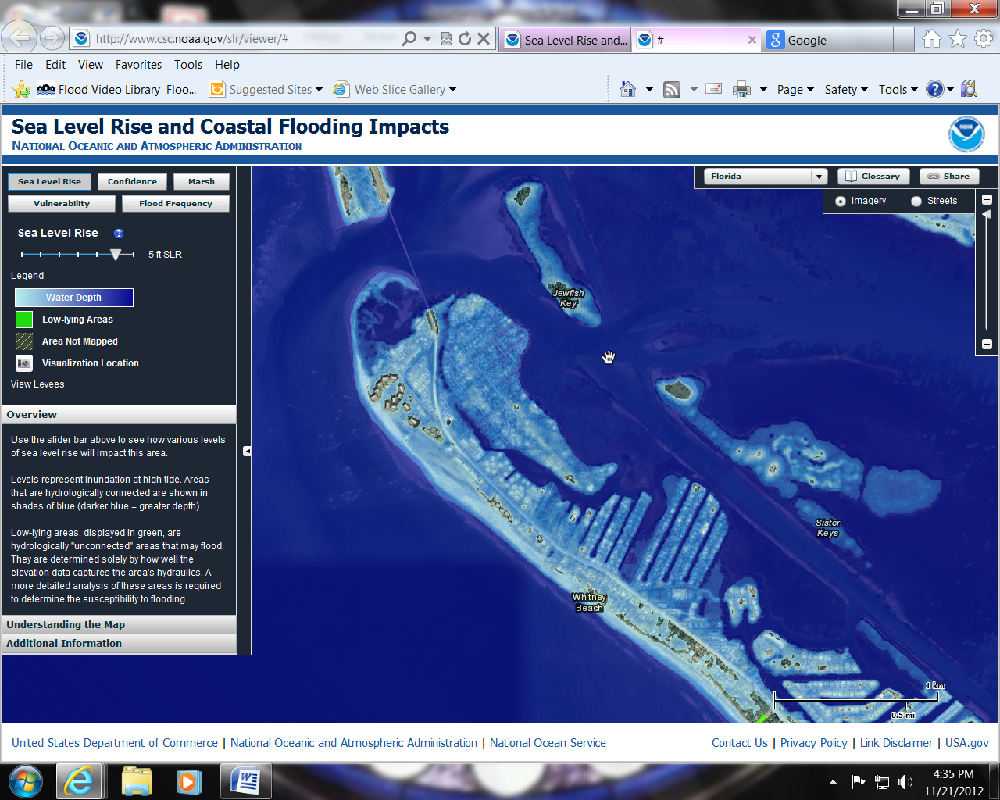 http://www.csc.noaa.gov/slr/viewer/#
Sea Level Rise and...
#
Google
File Edit View Favorites Tools Help
Flood Video Library Floo...
Suggested Sites
Web Slice Gallery
Page Safety Tools
Sea Level Rise and Coastal Flooding Impacts
NATIONAL OCEANIC AND ATMOSPHERIC ADMINISTRATION
NOAA
Sea Level Rise Confidence Marsh
Vulnerability Flood Frequency
Sea Level Rise ?
5 ft SLR
Legend
Water Depth
Low-lying Areas
Area Not Mapped
Visualization Location
View Levees
Overview
Use the slider bar above to see how various levels
of sea level rise will impact this area.
Levels represent inundation at high tide. Areas
that are hydrologically connected are shown in
shades of blue (darker blue = greater depth).
Low-lying areas, displayed in green, are
hydrologically "unconnected" areas that may flood.
They are determined solely by how well the
elevation data captures the area's hydraulics. A
more detailed analysis of these areas is required
to determine the susceptibility to flooding.
Understanding the Map
Additional Information
Florida
Glossary
Share
Imagery
Streets
Jewfish
Key
Sister
Keys
Whitney
Beach
1 km
0.5 mi
United States Department of Commerce | National Oceanic and Atmospheric Administration | National Ocean Service
Contact Us | Privacy Policy | Link Disclaimer | USA.gov
4:35 PM
11/21/2012